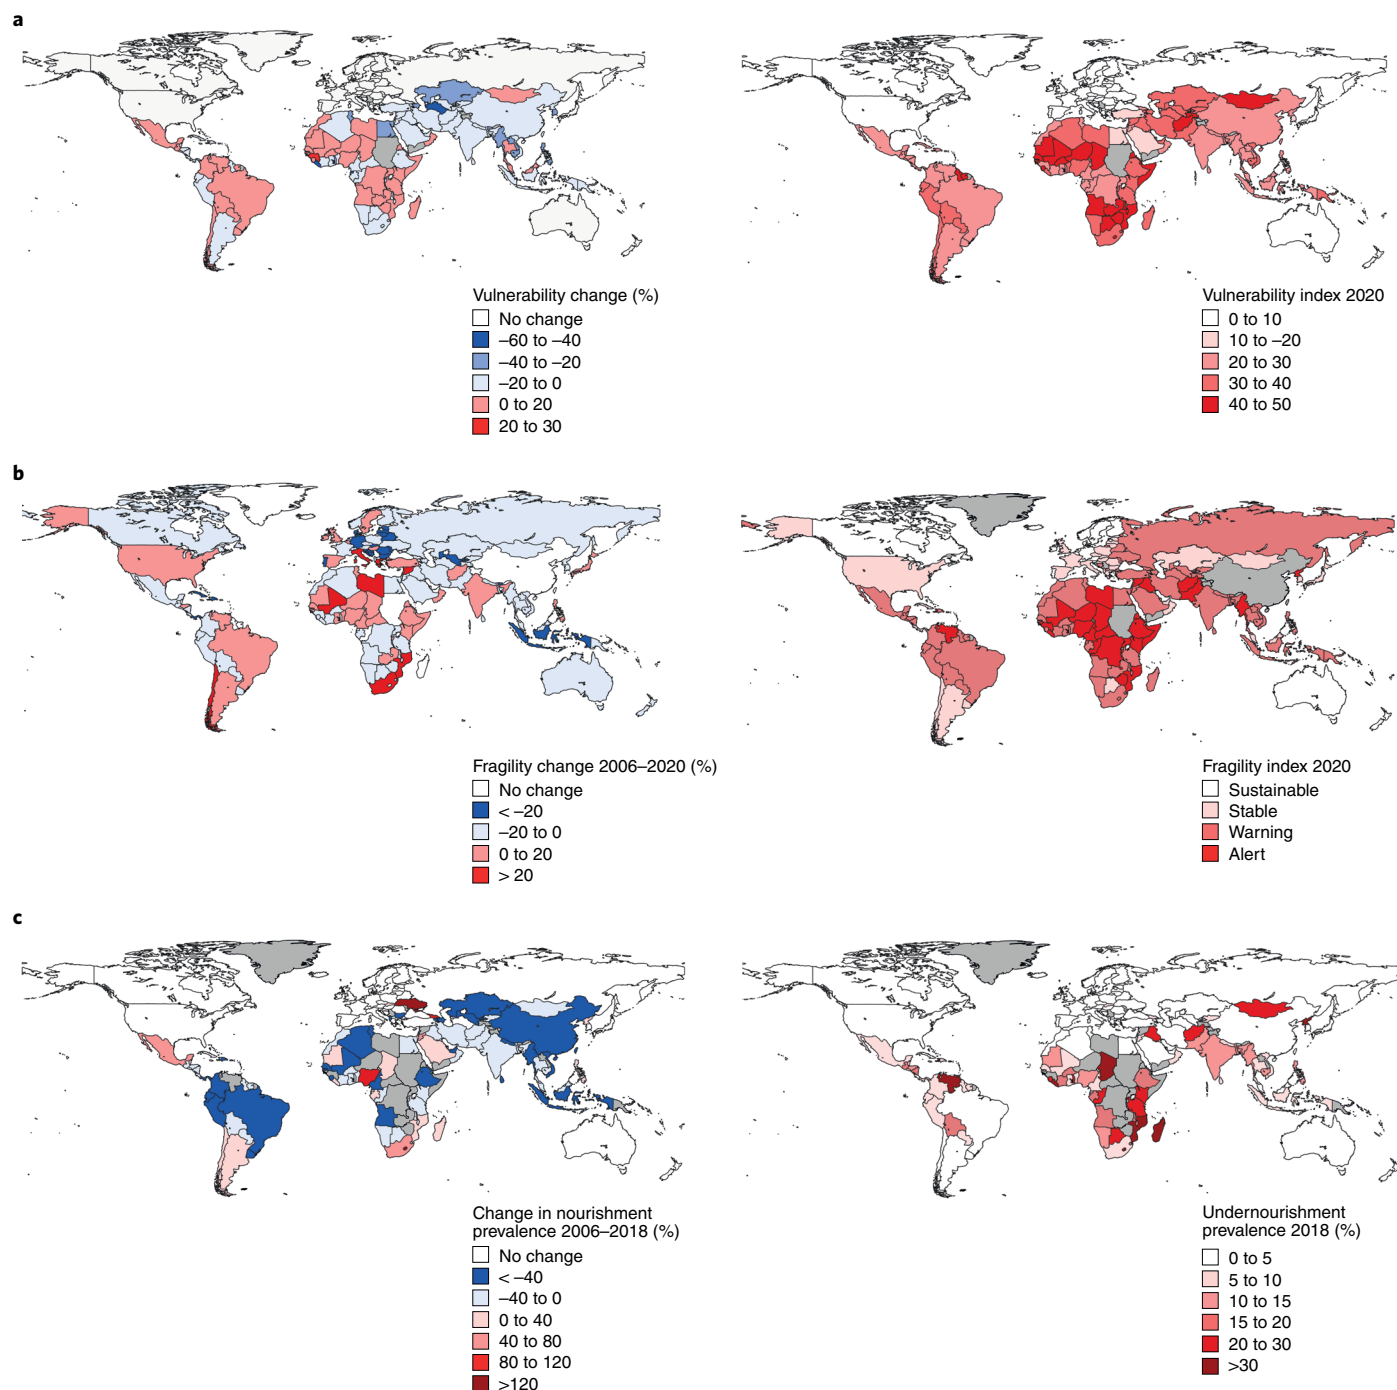 a
Vulnerability change (%)
No change
–60 to –40
–40 to –20
–20 to 0
0 to 20
20 to 30
Vulnerability index 2020
0 to 10
10 to –20
20 to 30
30 to 40
40 to 50
b
Fragility change 2006–2020 (%)
No change
< –20
–20 to 0
0 to 20
> 20
Fragility index 2020
Sustainable
Stable
Warning
Alert
c
Change in nourishment
prevalence 2006–2018 (%)
No change
< –40
–40 to 0
0 to 40
40 to 80
80 to 120
>120
Undernourishment
prevalence 2018 (%)
0 to 5
5 to 10
10 to 15
15 to 20
20 to 30
>30